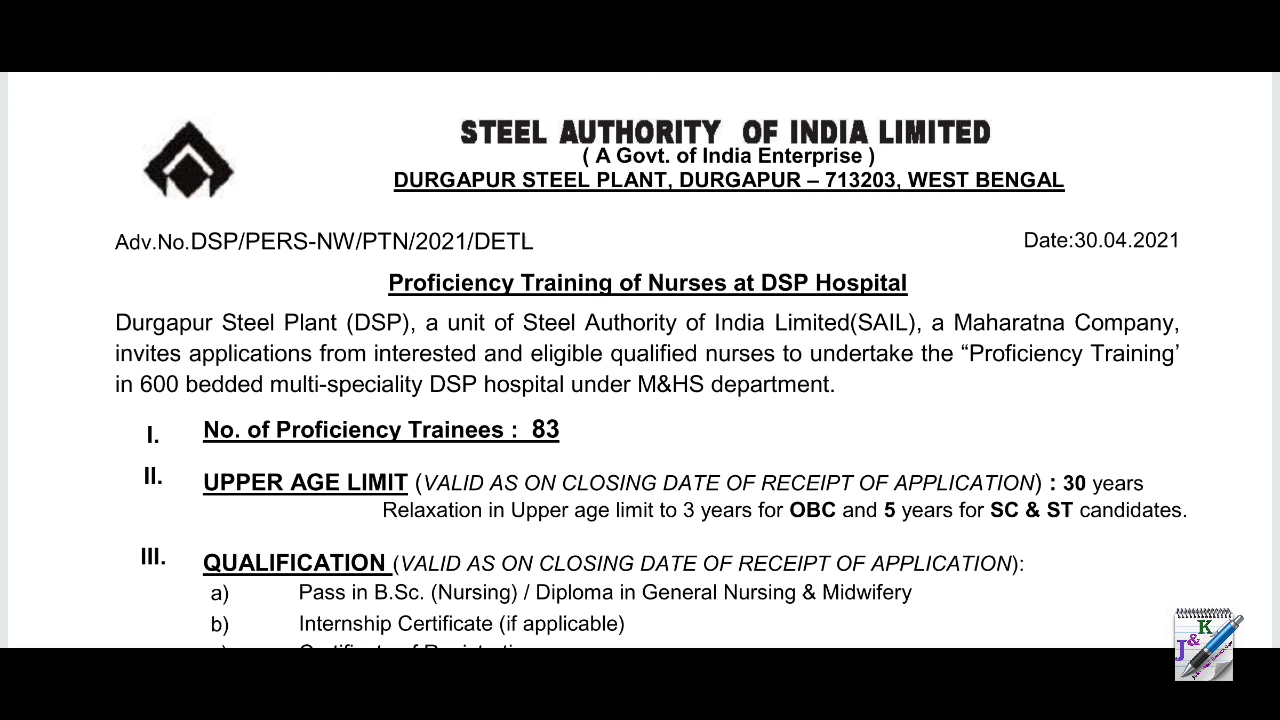 STEEL AUTHORITY OF INDIA LIMITED
( A Govt. of India Enterprise )
DURGAPUR STEEL PLANT, DURGAPUR – 713203, WEST BENGAL
Adv.No.DSP/PERS-NW/PTN/2021/DETL Date:30.04.2021
Proficiency Training of Nurses at DSP Hospital
Durgapur Steel Plant (DSP), a unit of Steel Authority of India Limited(SAIL), a Maharatna Company,
invites applications from interested and eligible qualified nurses to undertake the “Proficiency Training’
in 600 bedded multi-speciality DSP hospital under M&HS department.
I. No. of Proficiency Trainees : 83
II. UPPER AGE LIMIT (VALID AS ON CLOSING DATE OF RECEIPT OF APPLICATION) : 30 years
Relaxation in Upper age limit to 3 years for OBC and 5 years for SC & ST candidates.
III. QUALIFICATION (VALID AS ON CLOSING DATE OF RECEIPT OF APPLICATION):
a) Pass in B.Sc. (Nursing) / Diploma in General Nursing & Midwifery
b) Internship Certificate (if applicable)
J&K